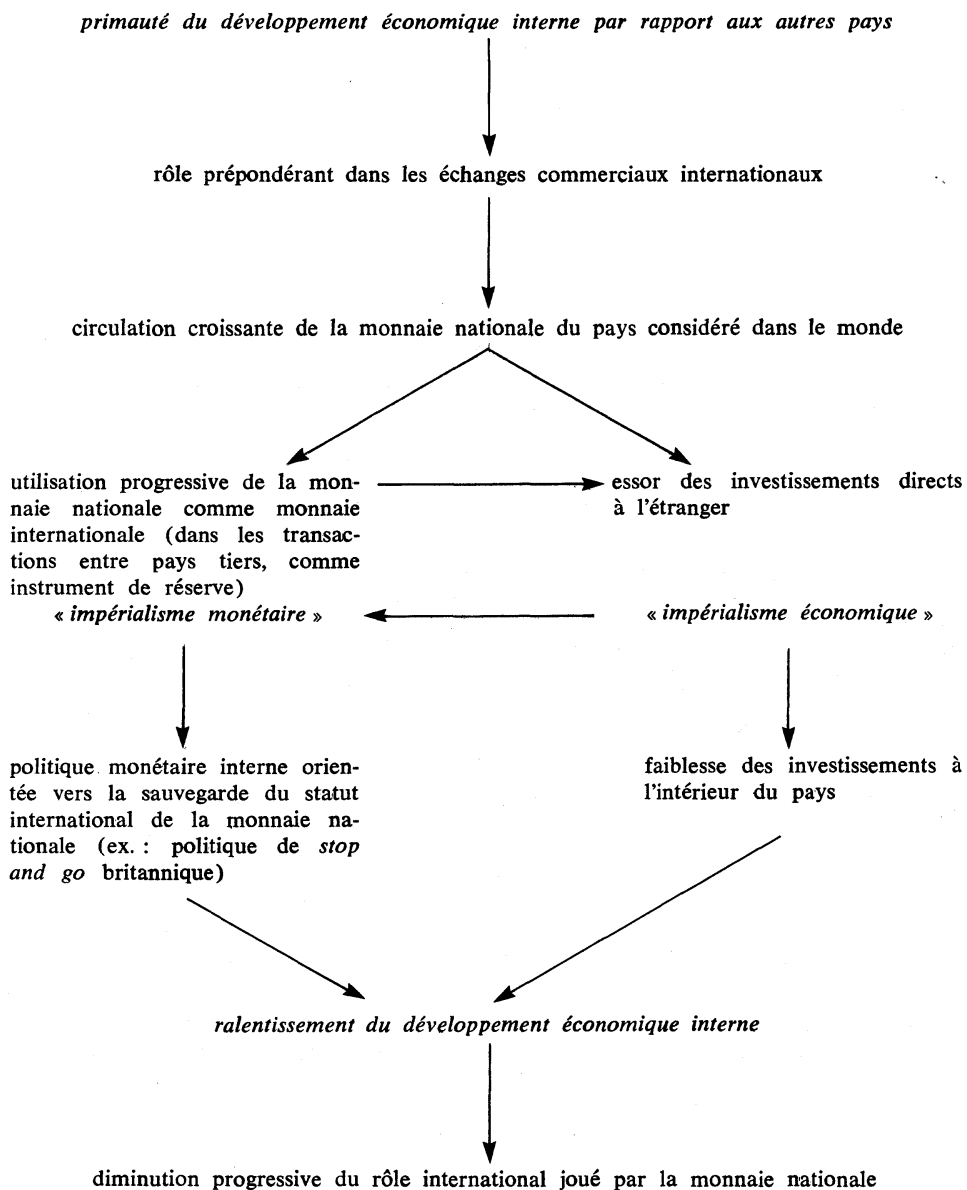 primauté du développement économique interne par rapport aux autres pays
rôle prépondérant dans les échanges commerciaux internationaux
circulation croissante de la monnaie nationale du pays considéré dans le monde
utilisation progressive de la mon-
naie nationale comme monnaie
internationale (dans les transac-
tions entre pays tiers, comme
instrument de réserve)
« impérialisme monétaire »
essor des investissements directs
à l'étranger
« impérialisme économique »
politique monétaire interne orien-
tée vers la sauvegarde du statut
international de la monnaie na-
tionale (ex. : politique de stop
and go britannique)
faiblesse des investissements à
l'intérieur du pays
ralentissement du développement économique interne
diminution progressive du rôle international joué par la monnaie nationale